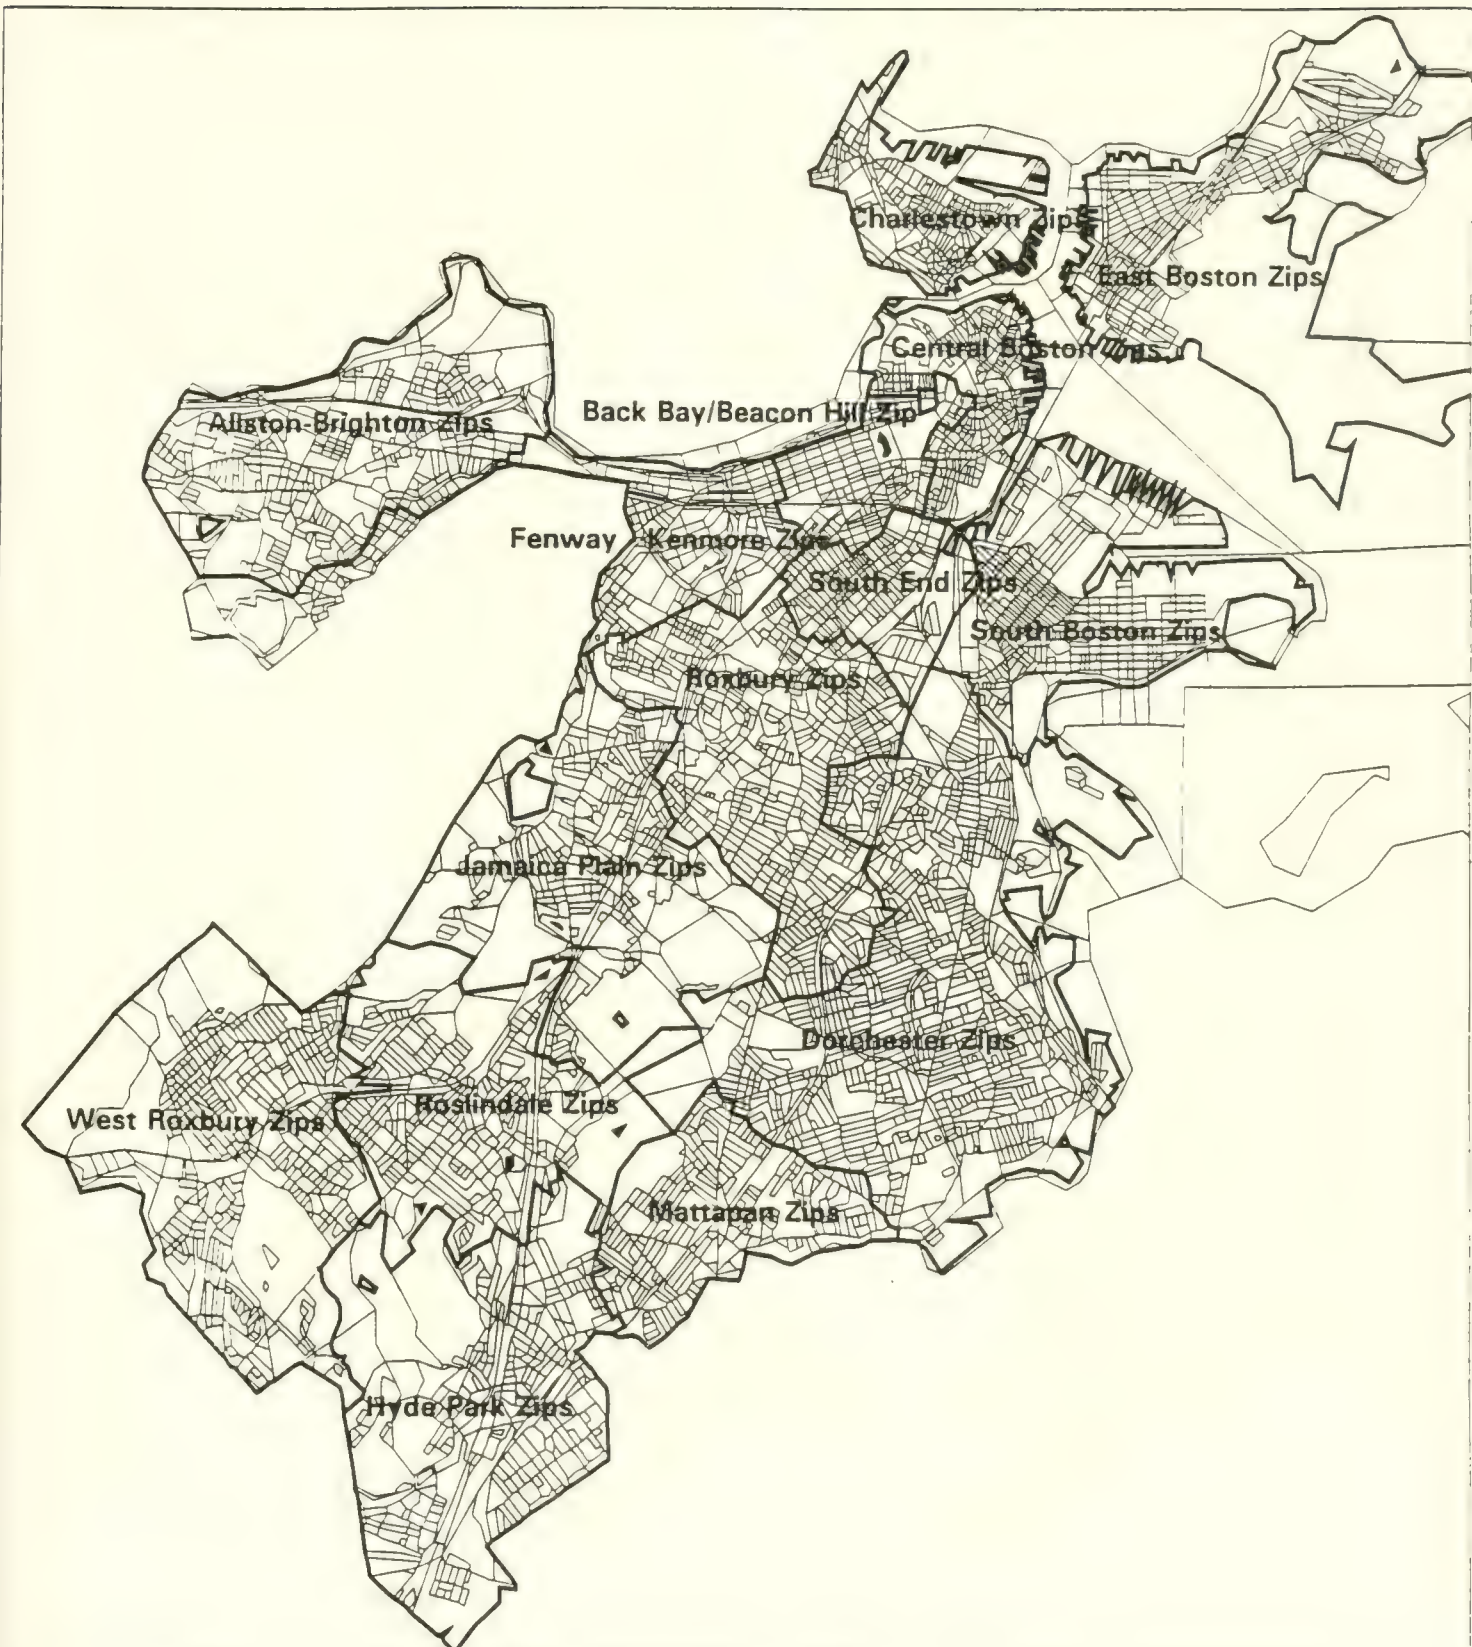 Charlestown Zips
East Boston Zips
Central Boston Zips
Back Bay/Beacon Hill Zip
Allston-Brighton Zips
Fenway Kenmore Zips
South End Zips
South Boston Zips
Roxbury Zips
Jamaica Plain Zips
Dorchester Zips
Roslindale Zips
West Roxbury Zips
Mattapan Zips
Hyde Park Zips